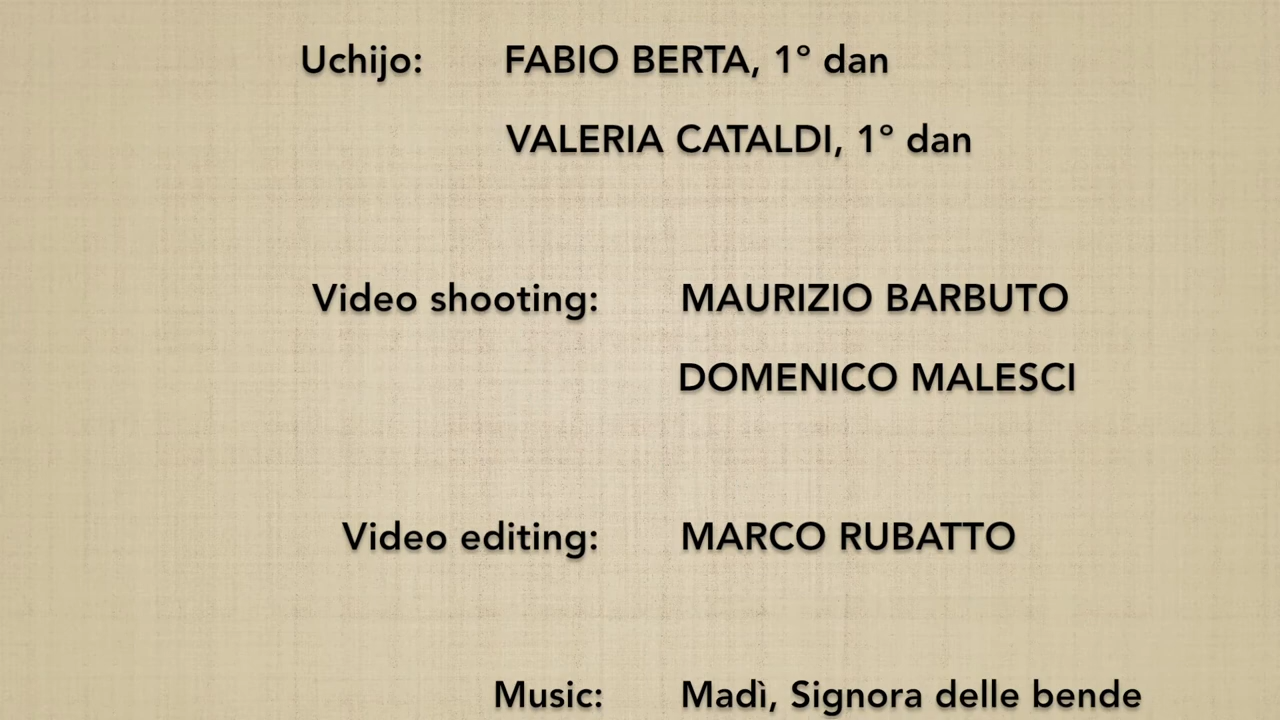 Uchijo: FABIO BERTA, 1° dan
VALERIA CATALDI, 1° dan
Video shooting: MAURIZIO BARBUTO
DOMENICO MALESCI
Video editing: MARCO RUBATTO
Music: Madì, Signora delle bende